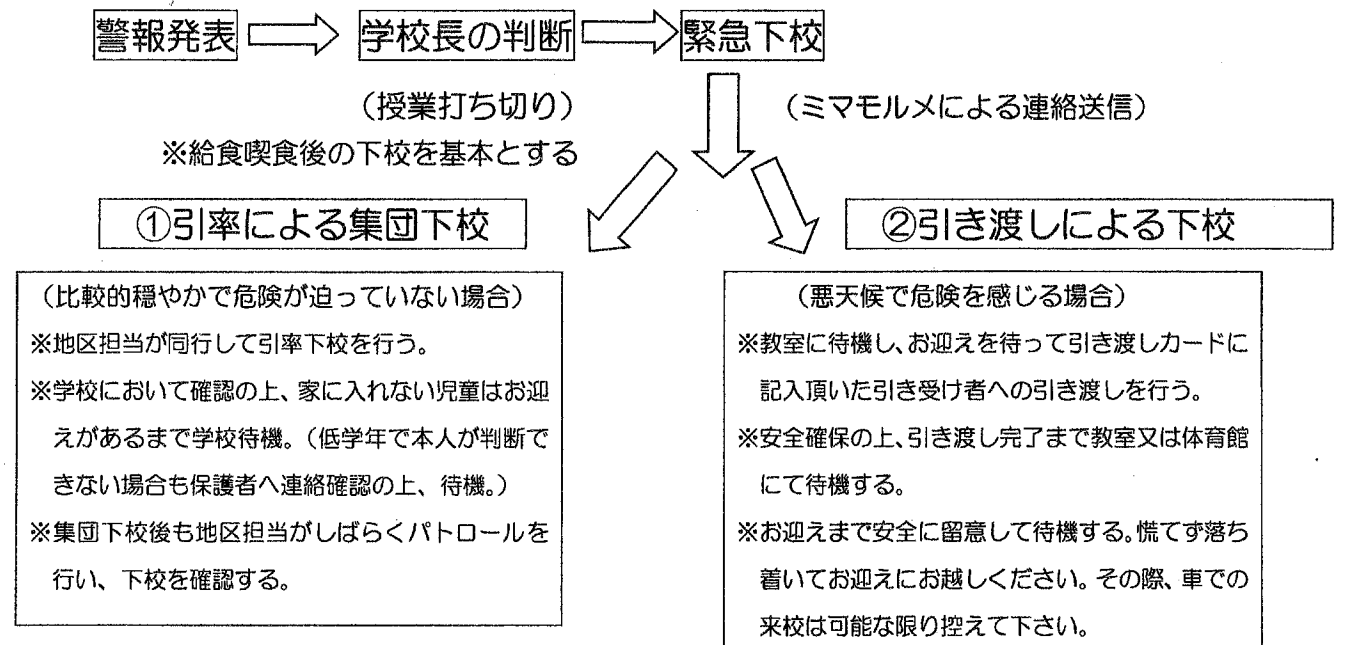 警報発表
学校長の判断
緊急下校
（授業打ち切り）
（ミマモルメによる連絡送信）
※給食喫食後の下校を基本とする
①引率による集団下校
（比較的穏やかで危険が迫っていない場合）
※地区担当が同行して引率下校を行う。
※学校において確認の上、家に入れない児童はお迎
えがあるまで学校待機。（低学年で本人が判断で
きない場合も保護者へ連絡確認の上、待機。）
※集団下校後も地区担当がしばらくパトロールを
行い、下校を確認する。
②引き渡しによる下校
（悪天候で危険を感じる場合）
※教室に待機し、お迎えを待って引き渡しカードに
記入頂いた引き受け者への引き渡しを行う。
※安全確保の上、引き渡し完了まで教室又は体育館
にて待機する。
※お迎えまで安全に留意して待機する。慌てず落ち
着いてお迎えにお越しください。その際、車での
来校は可能な限り控えて下さい。